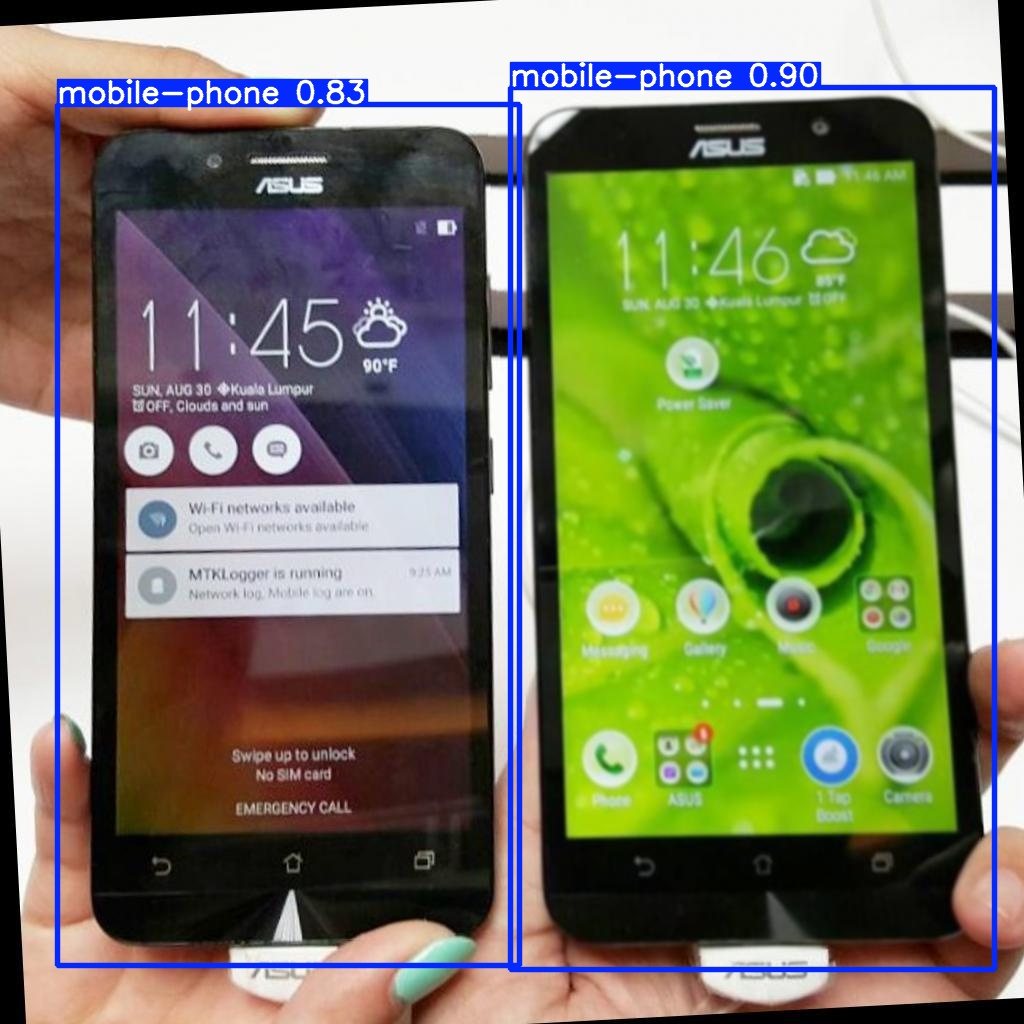 mobile-phone 0.83
ASUS
11:45
90°F
SUN, AUG 30 Kuala Lumpur
OFF, Clouds and sun
Wi-Fi networks available
Open Wi-Fi networks available
MTKLogger is running 9:25 AM
Network log, Mobile log are on.
Swipe up to unlock
No SIM card
EMERGENCY CALL
ASUS
mobile-phone 0.90
ASUS
11:46 AM
11:46
85°F
SUN, AUG 30 Kuala Lumpur OFF
Power Saver
Messaging Gallery Music Google
Phone ASUS 1 Tap Boost Camera
ASUS